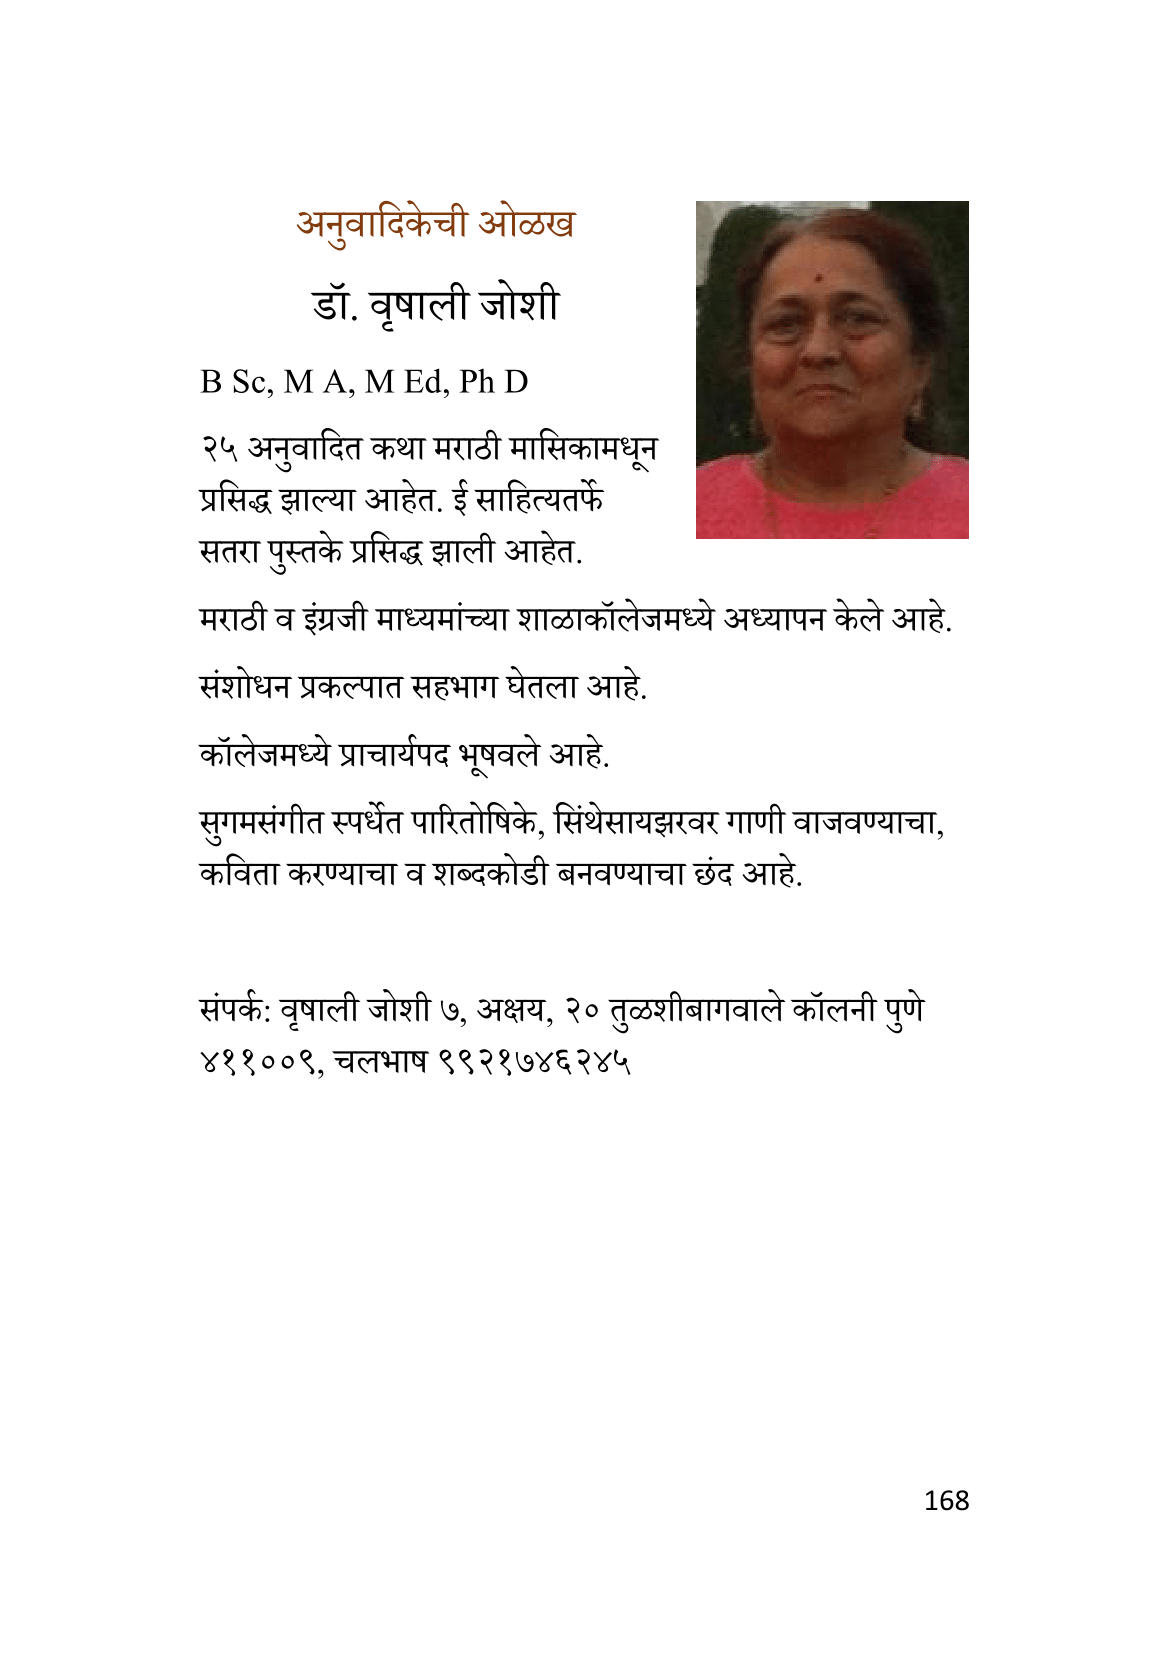 अनुवादिकेची ओळख
डॉ. वृषाली जोशी
B Sc, M A, M Ed, Ph D
२५ अनुवादित कथा मराठी मासिकामधून
प्रसिद्ध झाल्या आहेत. ई साहित्यतर्फे
सतरा पुस्तके प्रसिद्ध झाली आहेत.
मराठी व इंग्रजी माध्यमांच्या शाळाकॉलेजमध्ये अध्यापन केले आहे.
संशोधन प्रकल्पात सहभाग घेतला आहे.
कॉलेजमध्ये प्राचार्यपद भूषवले आहे.
सुगमसंगीत स्पर्धेत पारितोषिके, सिंथेसायझरवर गाणी वाजवण्याचा,
कविता करण्याचा व शब्दकोडी बनवण्याचा छंद आहे.
संपर्क: वृषाली जोशी ७, अक्षय, २० तुळशीबागवाले कॉलनी पुणे
४११००९, चलभाष ९९२१७४६२४५
168